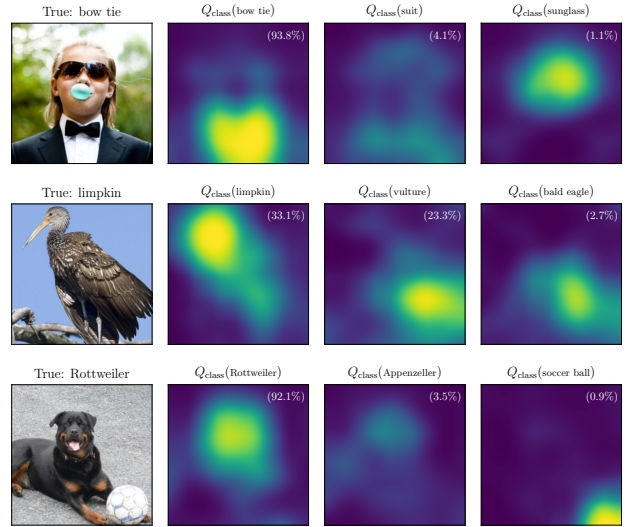 True: bow tie
Q_class(bow tie)
Q_class(suit)
Q_class(sunglass)
(93.8%)
(4.1%)
(1.1%)
True: limpkin
Q_class(limpkin)
Q_class(vulture)
Q_class(bald eagle)
(33.1%)
(23.3%)
(2.7%)
True: Rottweiler
Q_class(Rottweiler)
Q_class(Appenzeller)
Q_class(soccer ball)
(92.1%)
(3.5%)
(0.9%)